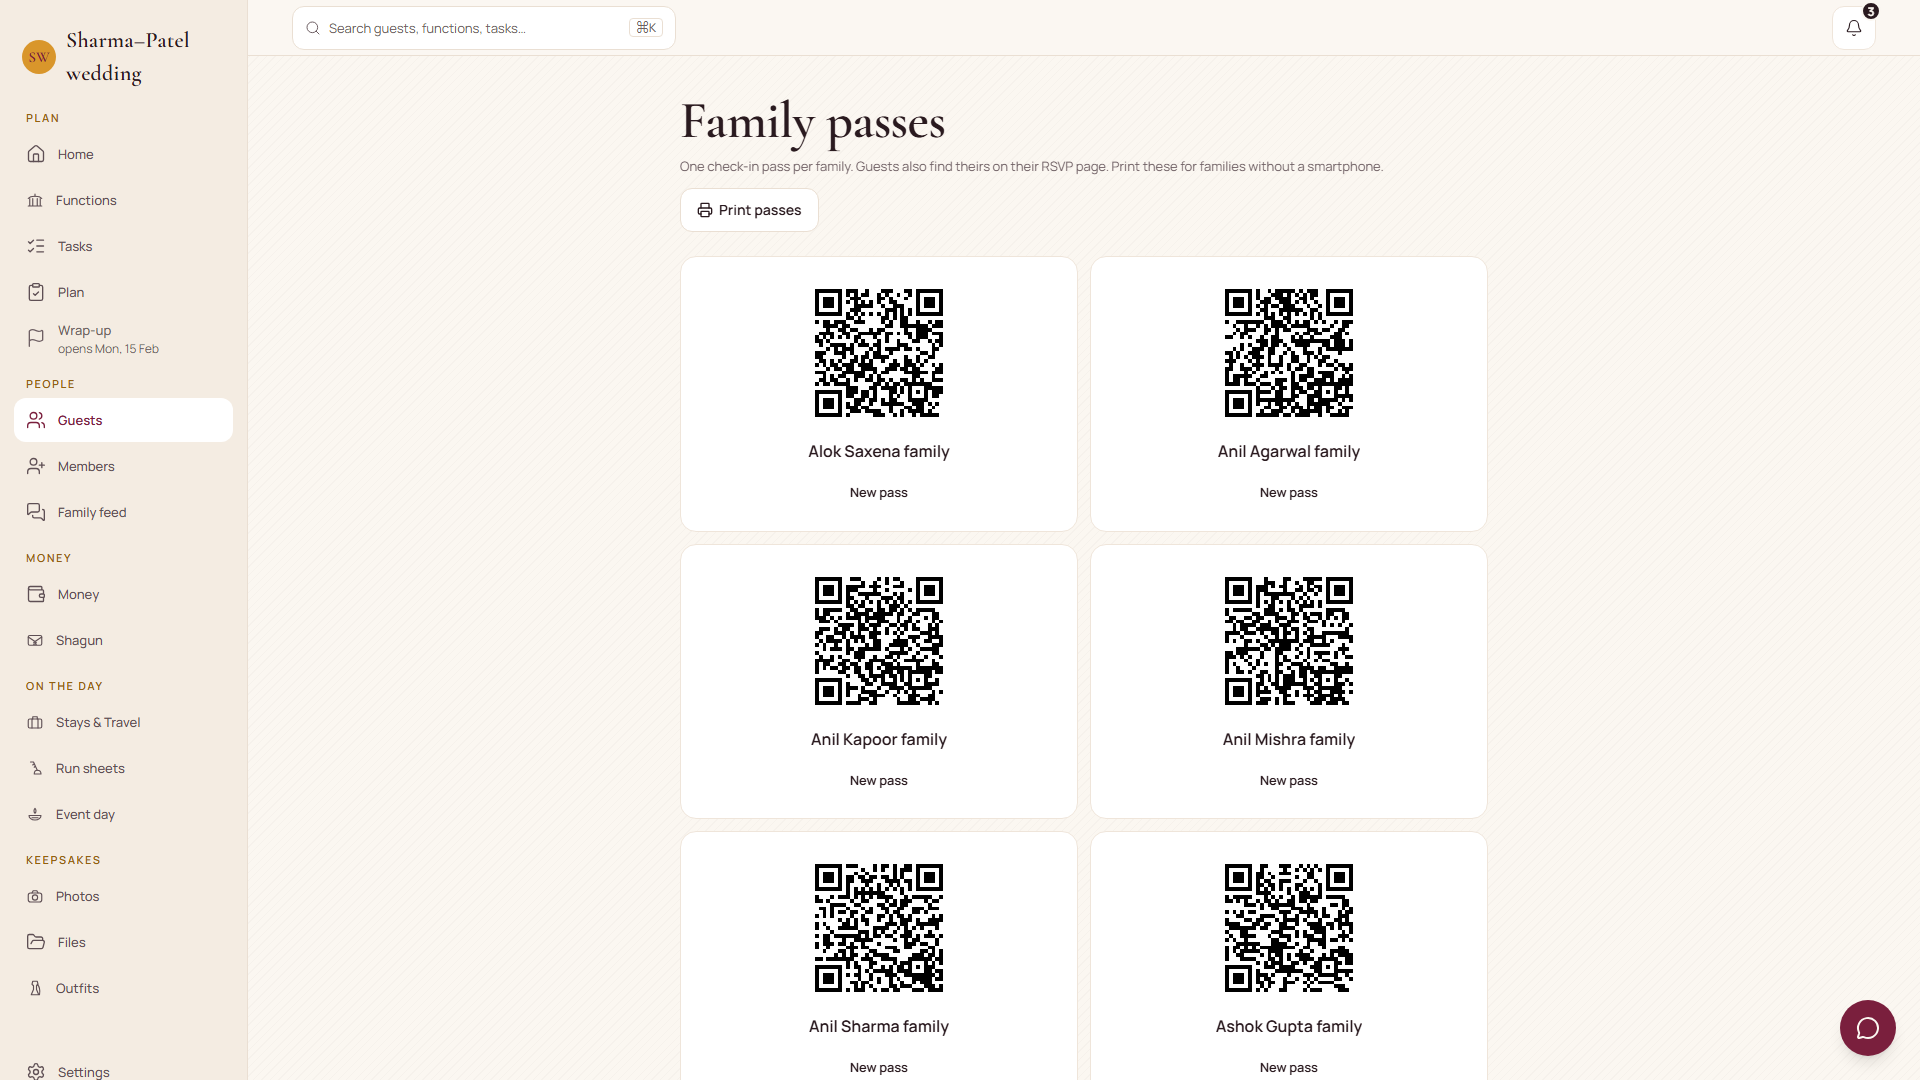 SW
Sharma–Patel
wedding
PLAN
Home
Functions
Tasks
Plan
Wrap-up
opens Mon, 15 Feb
PEOPLE
Guests
Members
Family feed
MONEY
Money
Shagun
ON THE DAY
Stays & Travel
Run sheets
Event day
KEEPSAKES
Photos
Files
Outfits
Settings
Search guests, functions, tasks...
⌘K
3
Family passes
One check-in pass per family. Guests also find theirs on their RSVP page. Print these for families without a smartphone.
Print passes
Alok Saxena family
New pass
Anil Agarwal family
New pass
Anil Kapoor family
New pass
Anil Mishra family
New pass
Anil Sharma family
New pass
Ashok Gupta family
New pass